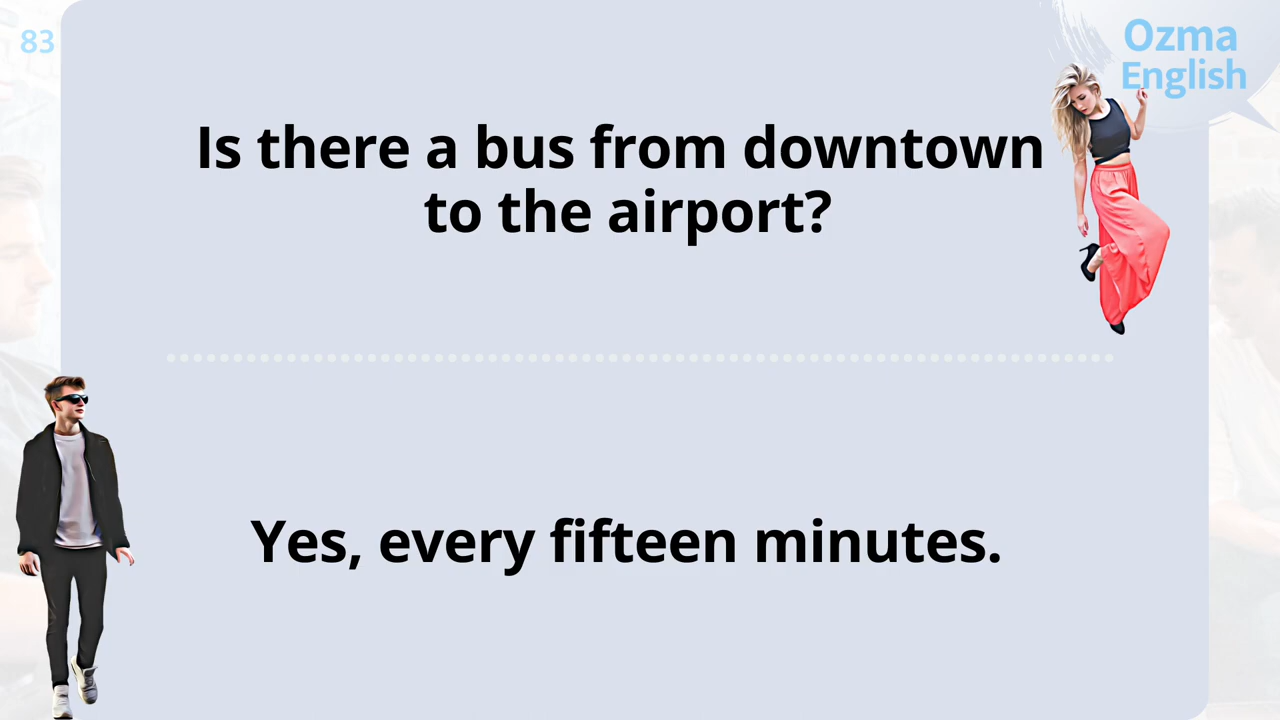 83
Ozma
English
Is there a bus from downtown
to the airport?
Yes, every fifteen minutes.